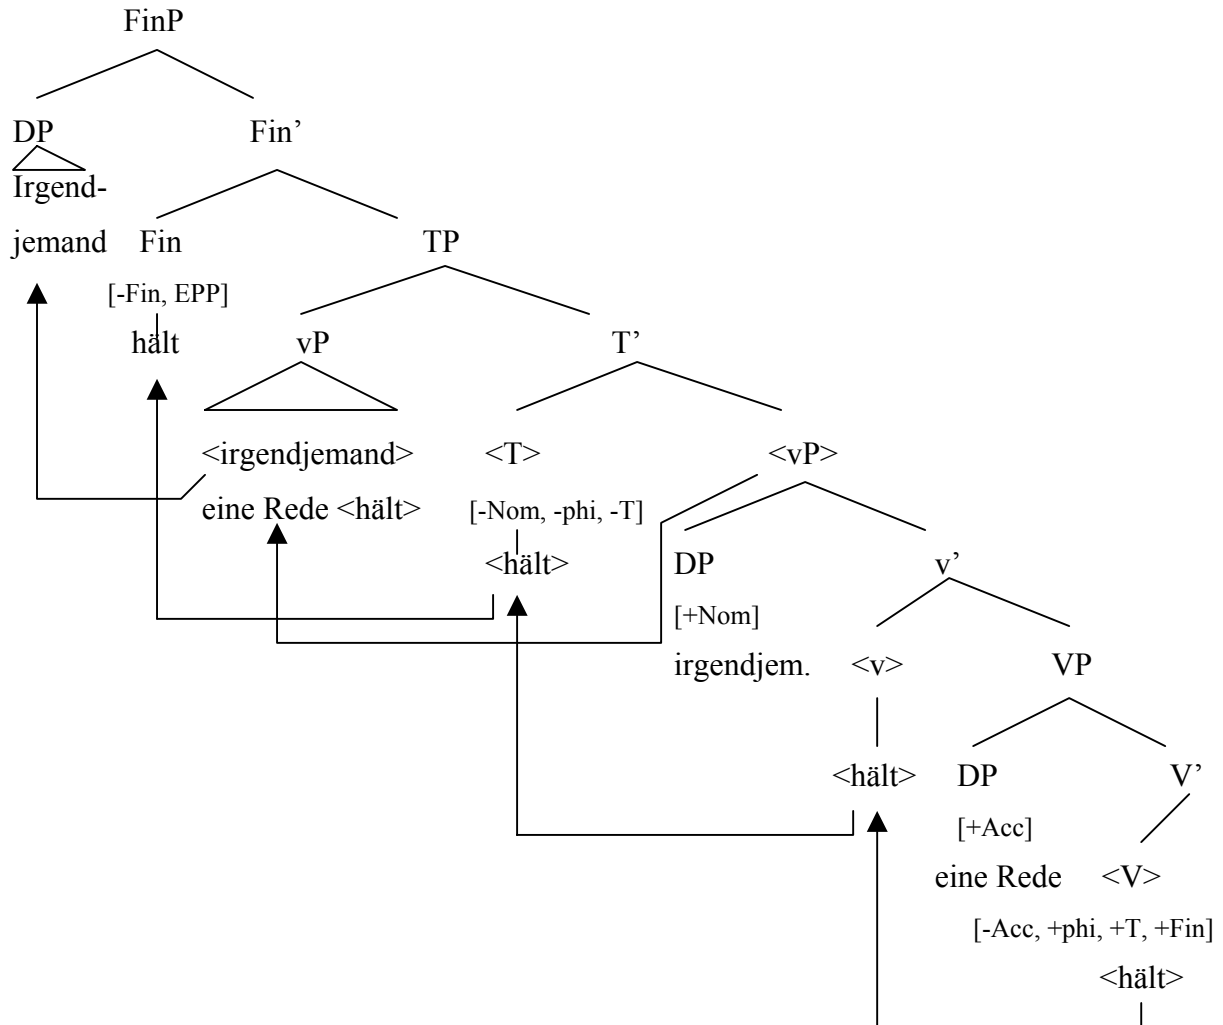 FinP
DP Fin’
Irgend-
jemand Fin TP
[-Fin, EPP]
hält vP T’
<irgendjemand> <T> <vP>
eine Rede <hält> [-Nom, -phi, -T]
<hält> DP v’
[+Nom]
irgendjem. <v> VP
<hält> DP V’
[+Acc]
eine Rede <V>
[-Acc, +phi, +T, +Fin]
<hält>